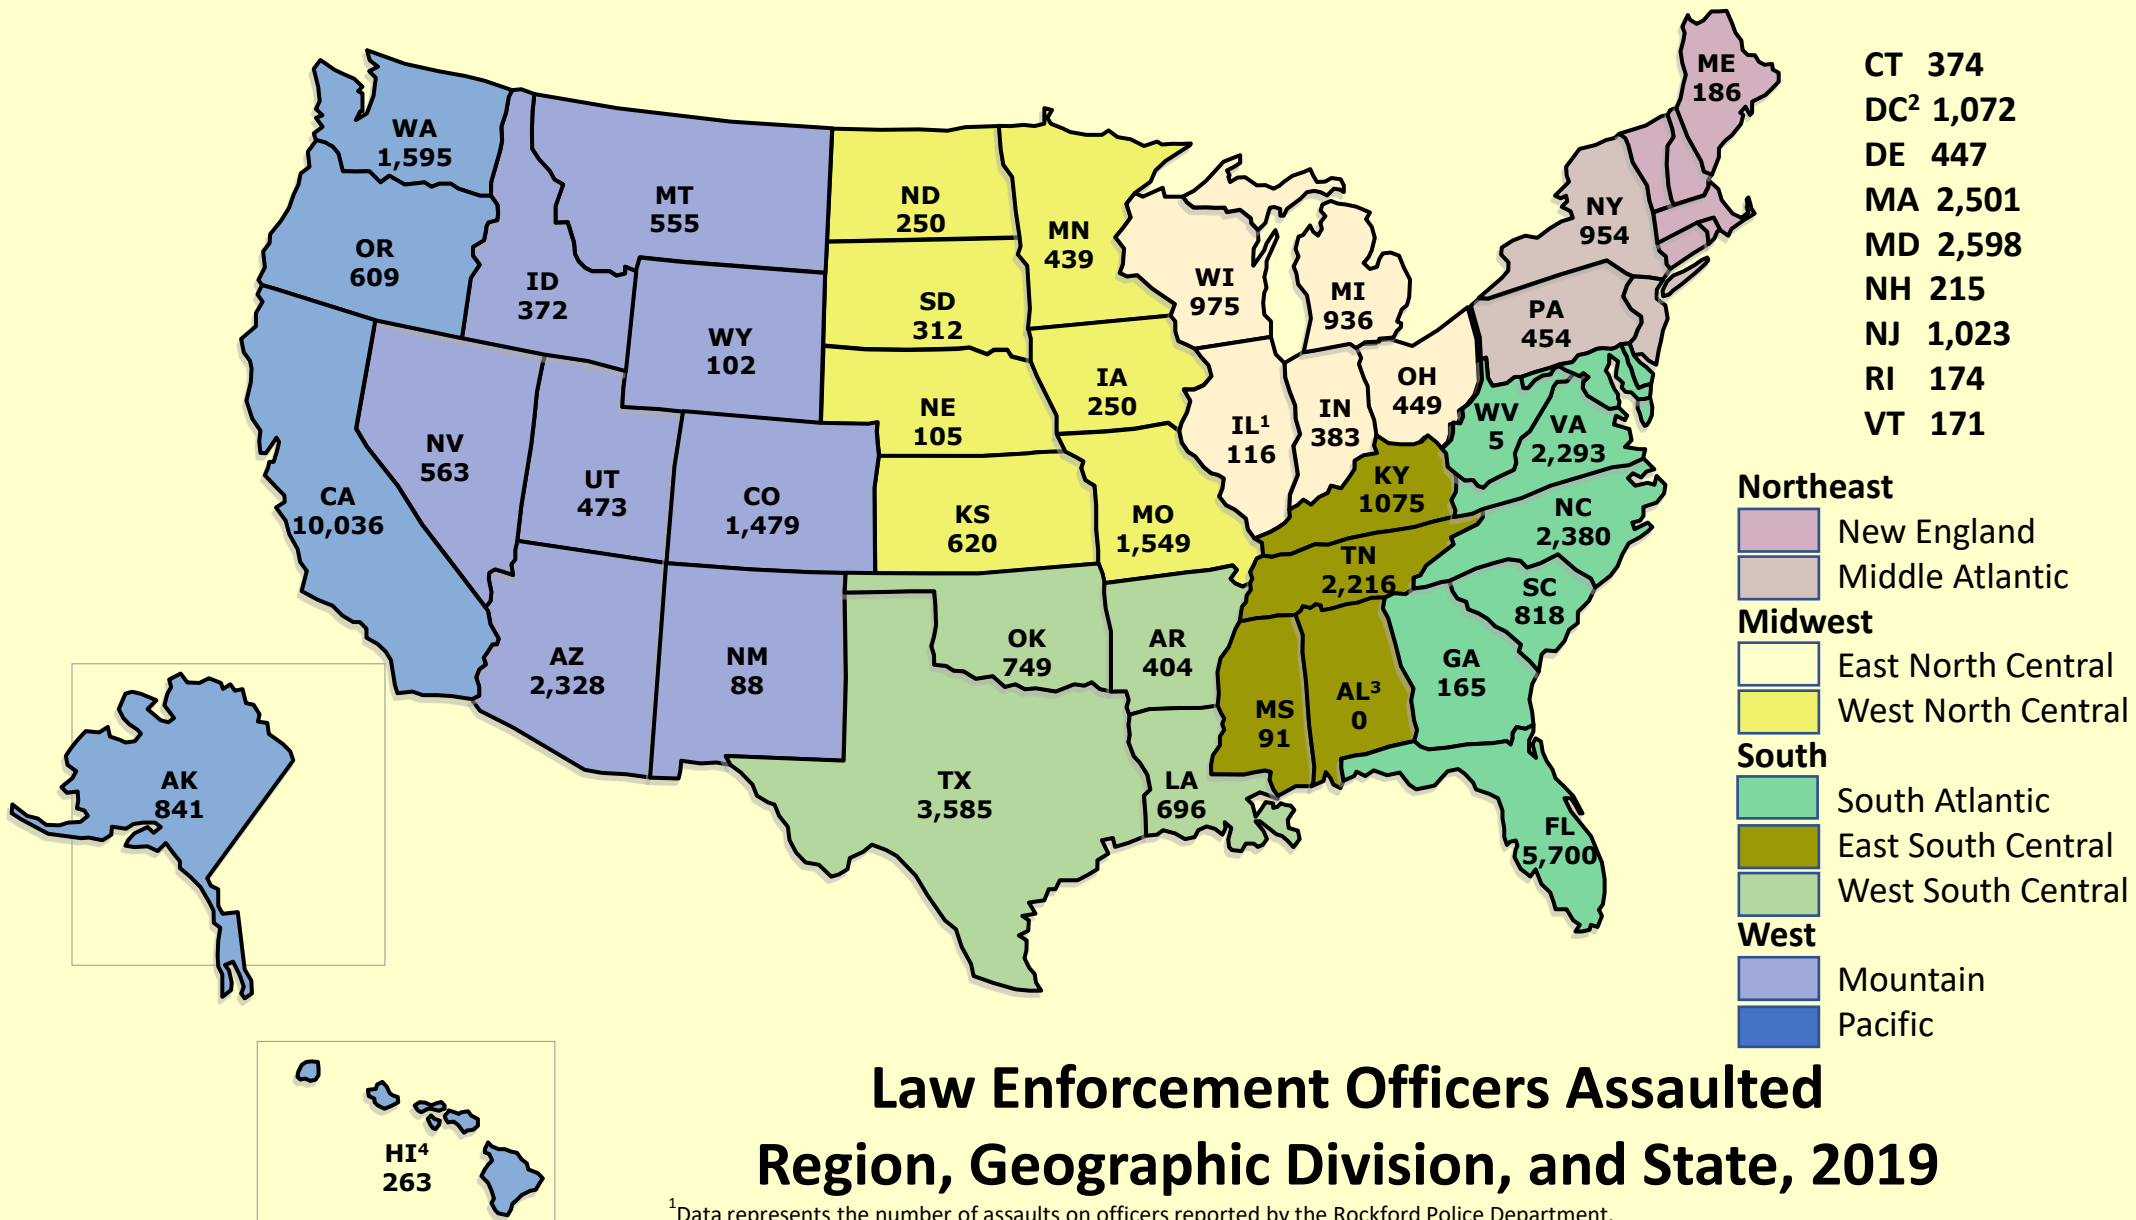 ME
186
WA
1,595
MT
555
ND
250
MN
439
OR
609
ID
372
WY
102
SD
312
WI
975
MI
936
NY
954
PA
454
NV
563
UT
473
CO
1,479
NE
105
IA
250
IL¹
116
IN
383
OH
449
WV
5
VA
2,293
CA
10,036
KS
620
MO
1,549
KY
1075
NC
2,380
TN
2,216
SC
818
AZ
2,328
NM
88
OK
749
AR
404
MS
91
AL³
0
GA
165
TX
3,585
LA
696
FL
5,700
AK
841
HI⁴
263
CT 374
DC² 1,072
DE 447
MA 2,501
MD 2,598
NH 215
NJ 1,023
RI 174
VT 171
Northeast
New England
Middle Atlantic
Midwest
East North Central
West North Central
South
South Atlantic
East South Central
West South Central
West
Mountain
Pacific
Law Enforcement Officers Assaulted
Region, Geographic Division, and State, 2019
¹Data represents the number of assaults on officers reported by the Rockford Police Department.